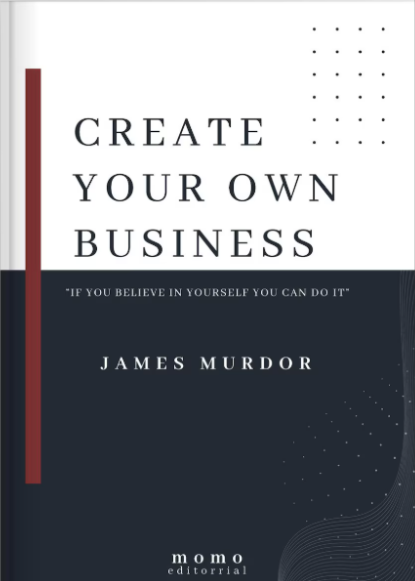 CREATE
YOUR OWN
BUSINESS
"IF YOU BELIEVE IN YOURSELF YOU CAN DO IT"
JAMES MURDOR
momo
editorrial